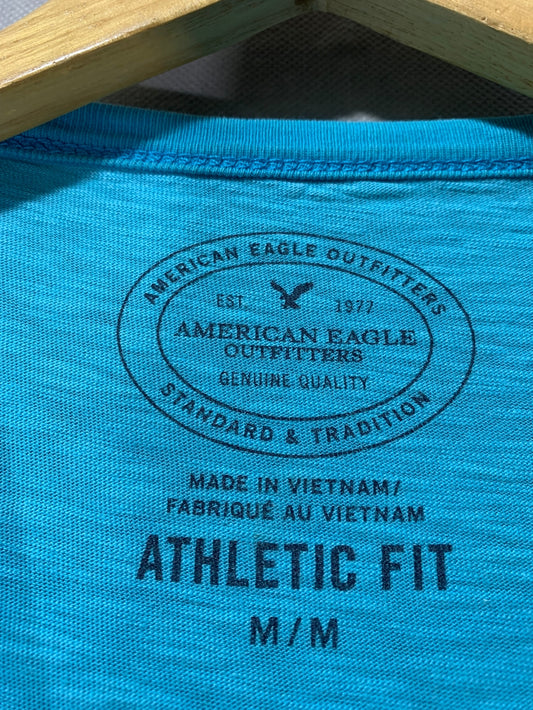 AMERICAN EAGLE OUTFITTERS
EST. 1977
AMERICAN EAGLE
OUTFITTERS
GENUINE QUALITY
STANDARD & TRADITION
MADE IN VIETNAM/
FABRIQUÉ AU VIETNAM
ATHLETIC FIT
M/M